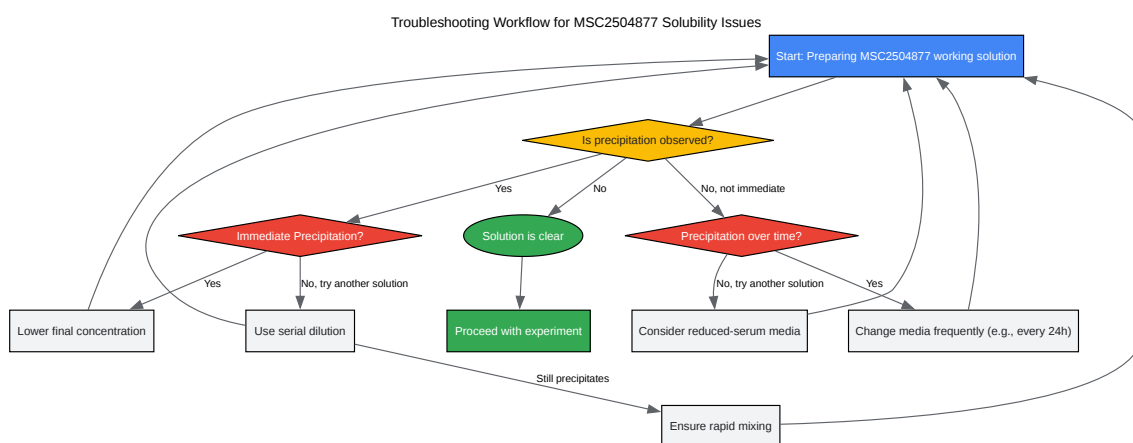 Troubleshooting Workflow for MSC2504877 Solubility Issues
Start: Preparing MSC2504877 working solution
Is precipitation observed?
Yes
No
No, not immediate
Immediate Precipitation?
Solution is clear
Precipitation over time?
Yes
No, try another solution
No, try another solution
Yes
Lower final concentration
Use serial dilution
Proceed with experiment
Consider reduced-serum media
Change media frequently (e.g., every 24h)
Still precipitates
Ensure rapid mixing